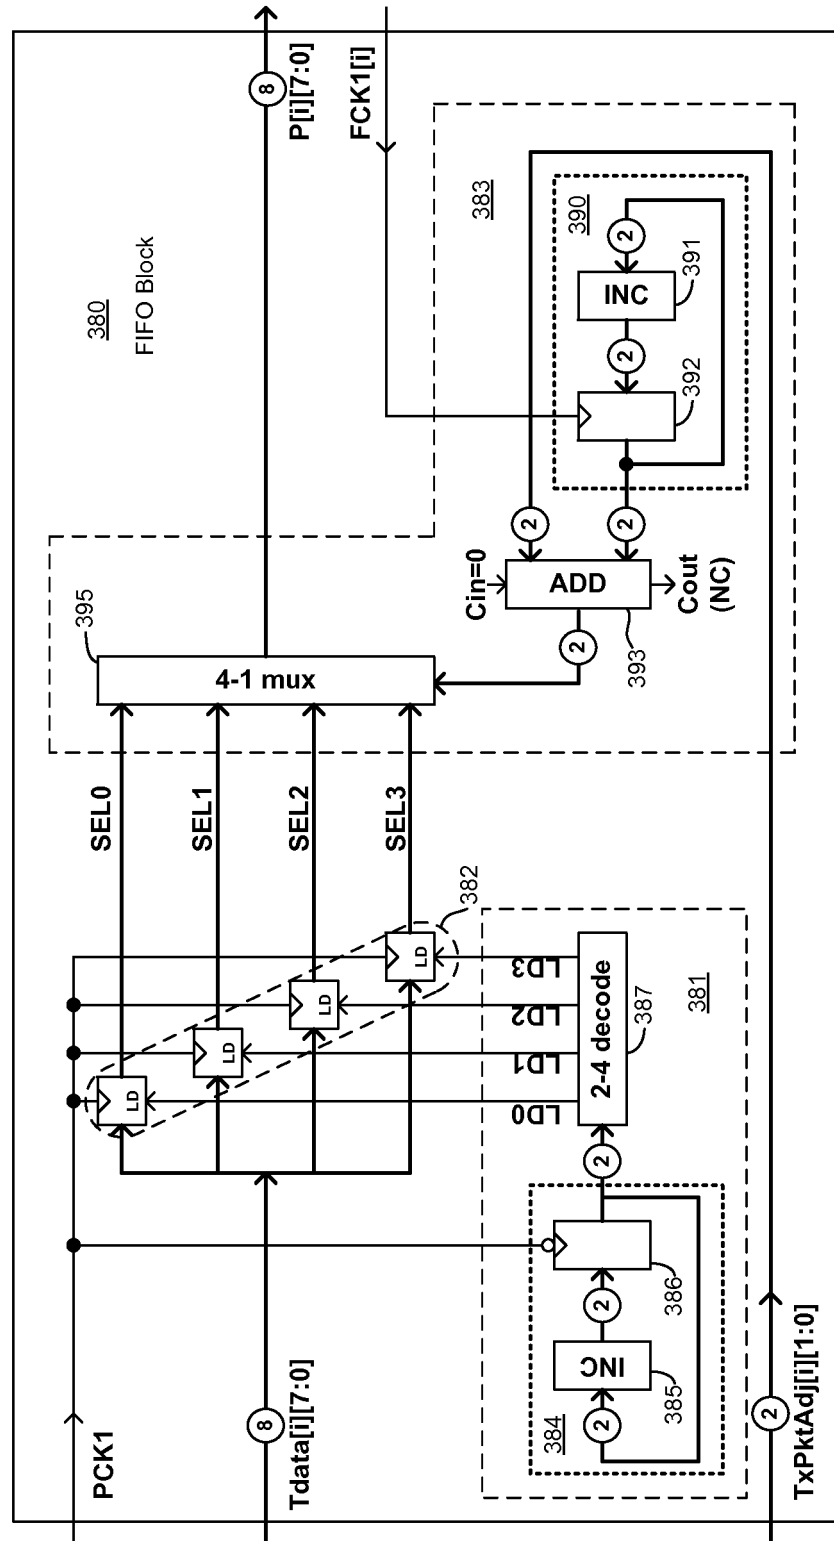 380
FIFO Block
P[i][7:0]
8
FCK1[i]
383
390
2
INC
391
2
392
2
2
Cin=0
ADD
Cout
(NC)
393
2
395
4-1 mux
SEL0
SEL1
SEL2
SEL3
382
LD
LD
LD
LD
LD0
LD1
LD2
LD3
2-4 decode
387
381
2
386
2
INC
385
2
384
PCK1
Tdata[i][7:0]
8
TxPktAdj[i][1:0]
2